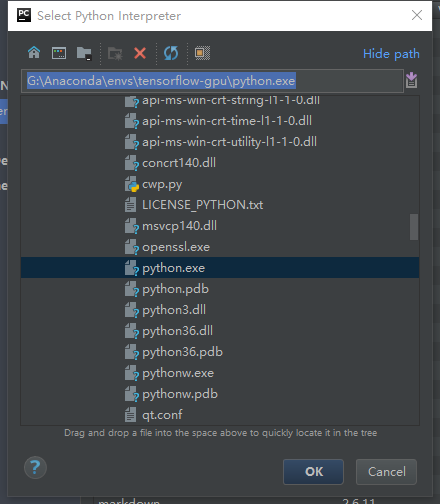 PC
Select Python Interpreter
Hide path
G:\Anaconda\envs\tensorflow-gpu\python.exe
api-ms-win-crt-string-l1-1-0.dll
api-ms-win-crt-time-l1-1-0.dll
api-ms-win-crt-utility-l1-1-0.dll
concrt140.dll
cwp.py
LICENSE_PYTHON.txt
msvcp140.dll
openssl.exe
python.exe
python.pdb
python3.dll
python36.dll
python36.pdb
pythonw.exe
pythonw.pdb
qt.conf
Drag and drop a file into the space above to quickly locate it in the tree
?
OK
Cancel
markdown
2.6.11